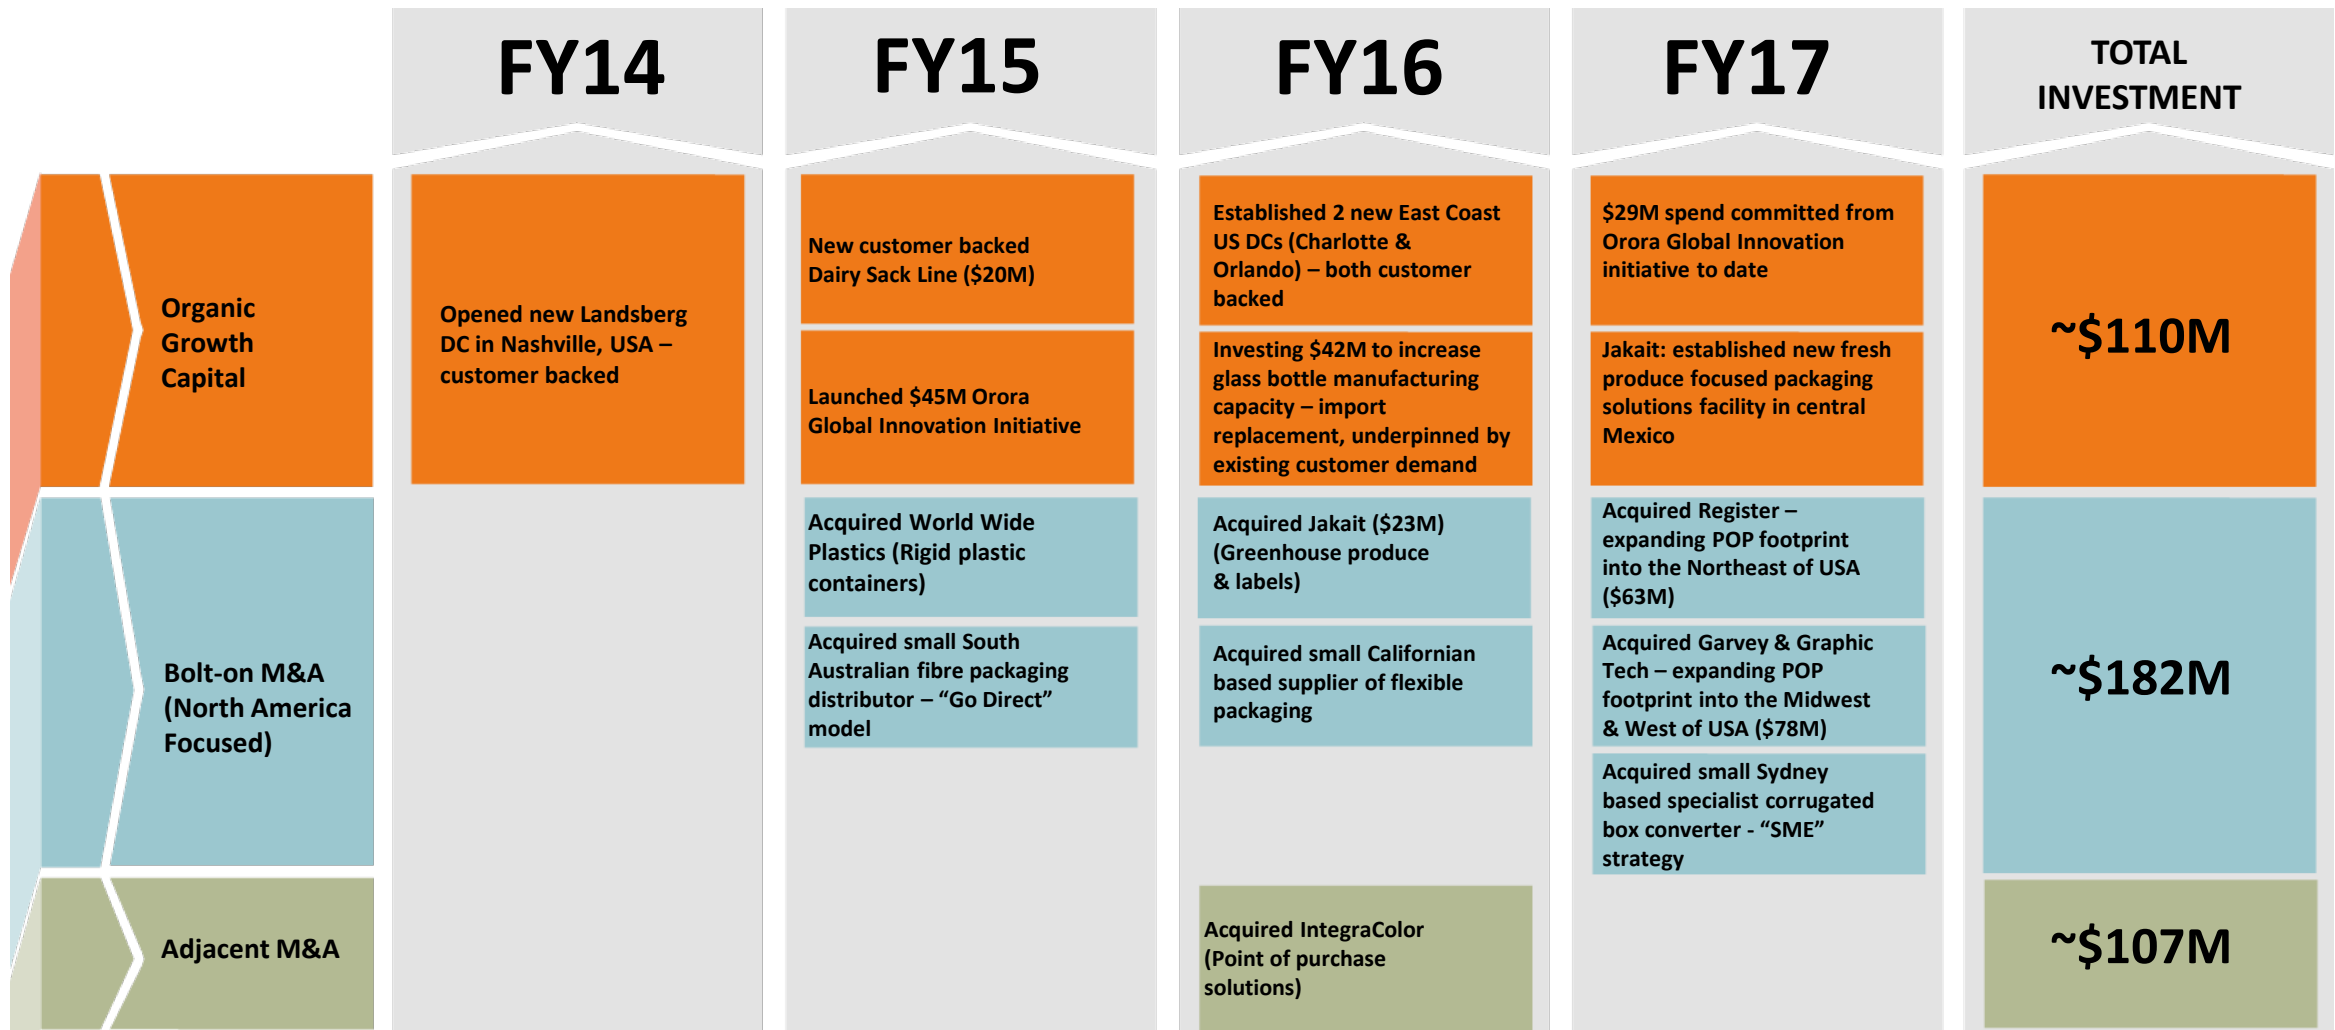 FY14
FY15
FY16
FY17
TOTAL
INVESTMENT
Organic
Growth
Capital
Opened new Landsberg
DC in Nashville, USA –
customer backed
New customer backed
Dairy Sack Line ($20M)
Launched $45M Orora
Global Innovation Initiative
Established 2 new East Coast
US DCs (Charlotte &
Orlando) – both customer
backed
Investing $42M to increase
glass bottle manufacturing
capacity – import
replacement, underpinned by
existing customer demand
$29M spend committed from
Orora Global Innovation
initiative to date
Jakait: established new fresh
produce focused packaging
solutions facility in central
Mexico
~$110M
Bolt-on M&A
(North America
Focused)
Acquired World Wide
Plastics (Rigid plastic
containers)
Acquired small South
Australian fibre packaging
distributor – “Go Direct”
model
Acquired Jakait ($23M)
(Greenhouse produce
& labels)
Acquired small Californian
based supplier of flexible
packaging
Acquired Register –
expanding POP footprint
into the Northeast of USA
($63M)
Acquired Garvey & Graphic
Tech – expanding POP
footprint into the Midwest
& West of USA ($78M)
Acquired small Sydney
based specialist corrugated
box converter - “SME”
strategy
~$182M
Adjacent M&A
Acquired IntegraColor
(Point of purchase
solutions)
~$107M